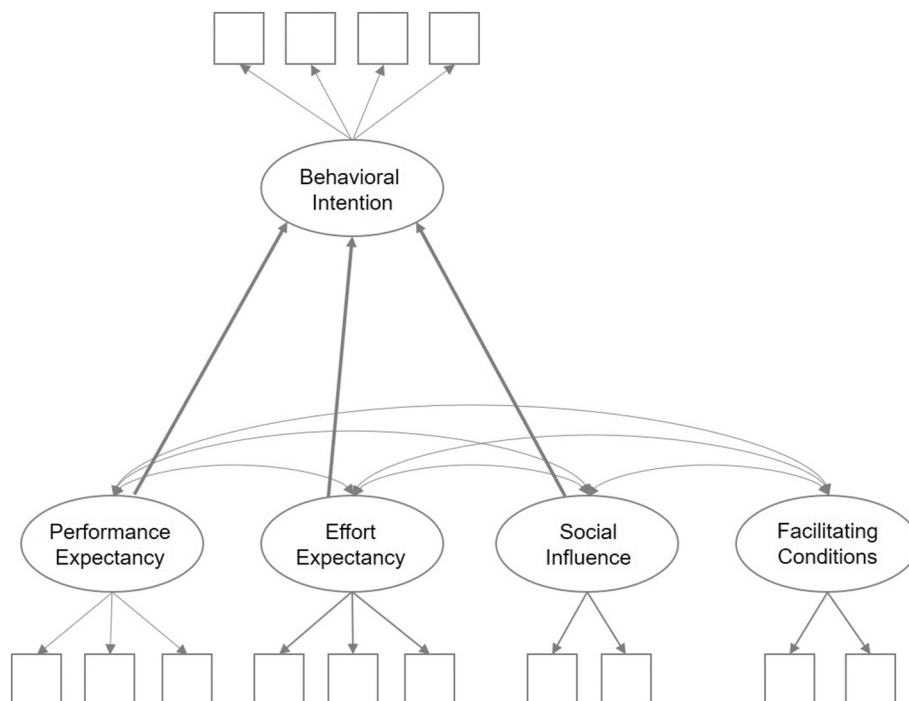 Behavioral
Intention
Performance
Expectancy
Effort
Expectancy
Social
Influence
Facilitating
Conditions